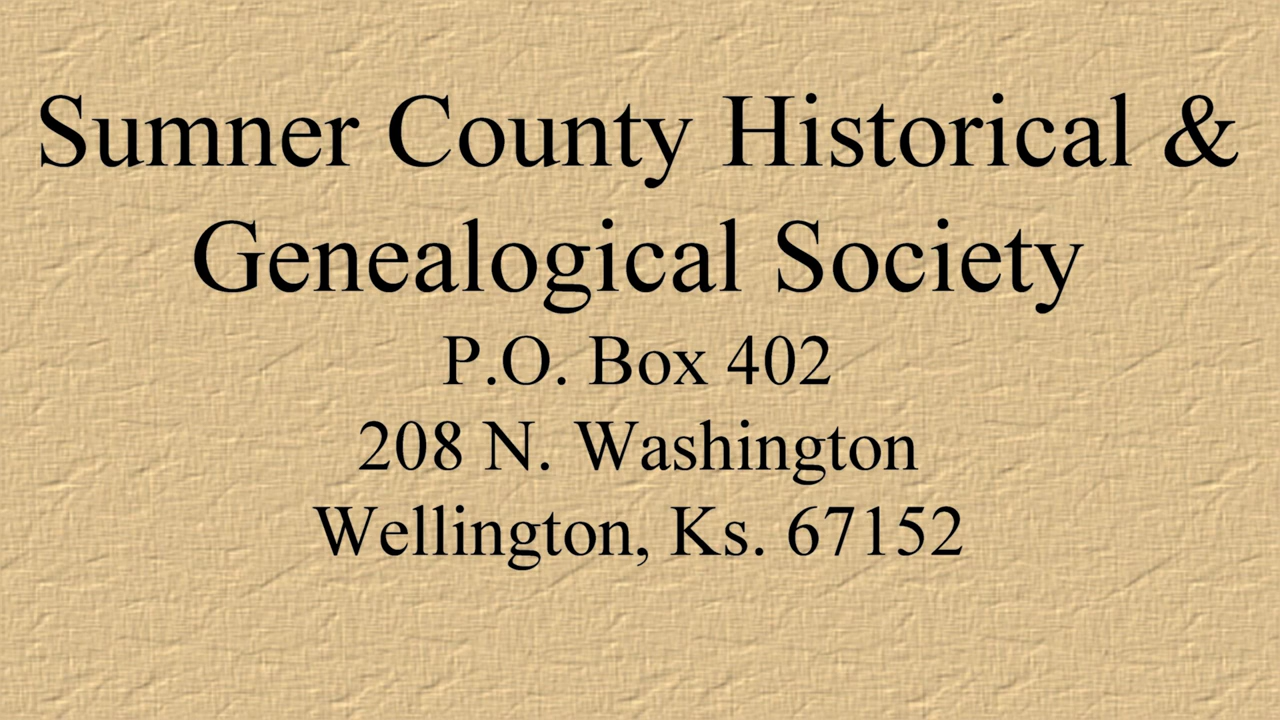 Sumner County Historical &
Genealogical Society
P.O. Box 402
208 N. Washington
Wellington, Ks. 67152